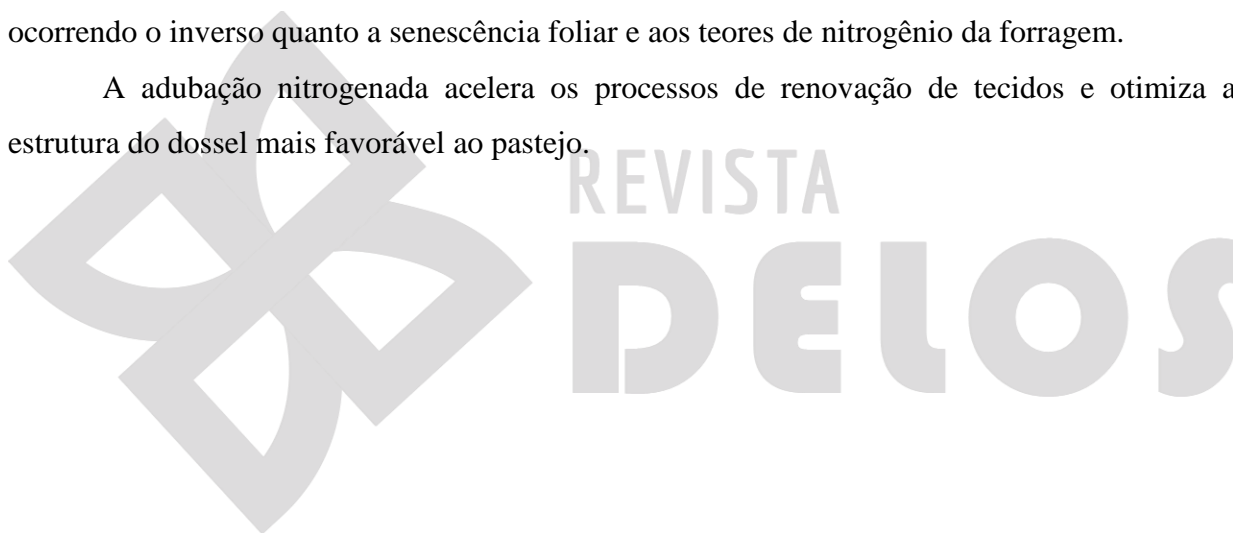 ocorrendo o inverso quanto a senescência foliar e aos teores de nitrogênio da forragem.
A adubação nitrogenada acelera os processos de renovação de tecidos e otimiza a
estrutura do dossel mais favorável ao pastejo.
REVISTA
DELOS